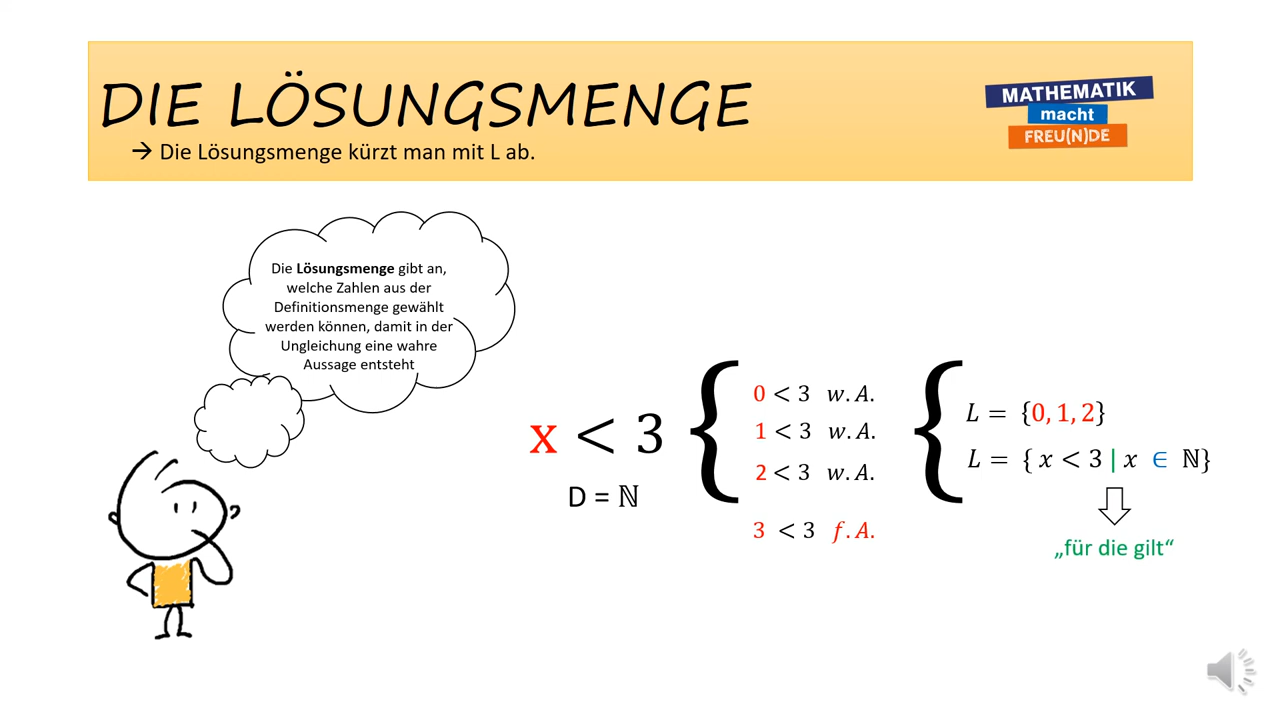 DIE LÖSUNGSMENGE
→ Die Lösungsmenge kürzt man mit L ab.
MATHEMATIK
macht
FREU(N)DE
Die Lösungsmenge gibt an,
welche Zahlen aus der
Definitionsmenge gewählt
werden können, damit in der
Ungleichung eine wahre
Aussage entsteht
x < 3
D = ℕ
0 < 3 w.A.
1 < 3 w.A.
2 < 3 w.A.
3 < 3 f.A.
L = {0, 1, 2}
L = { x < 3 | x ∈ ℕ}
„für die gilt“